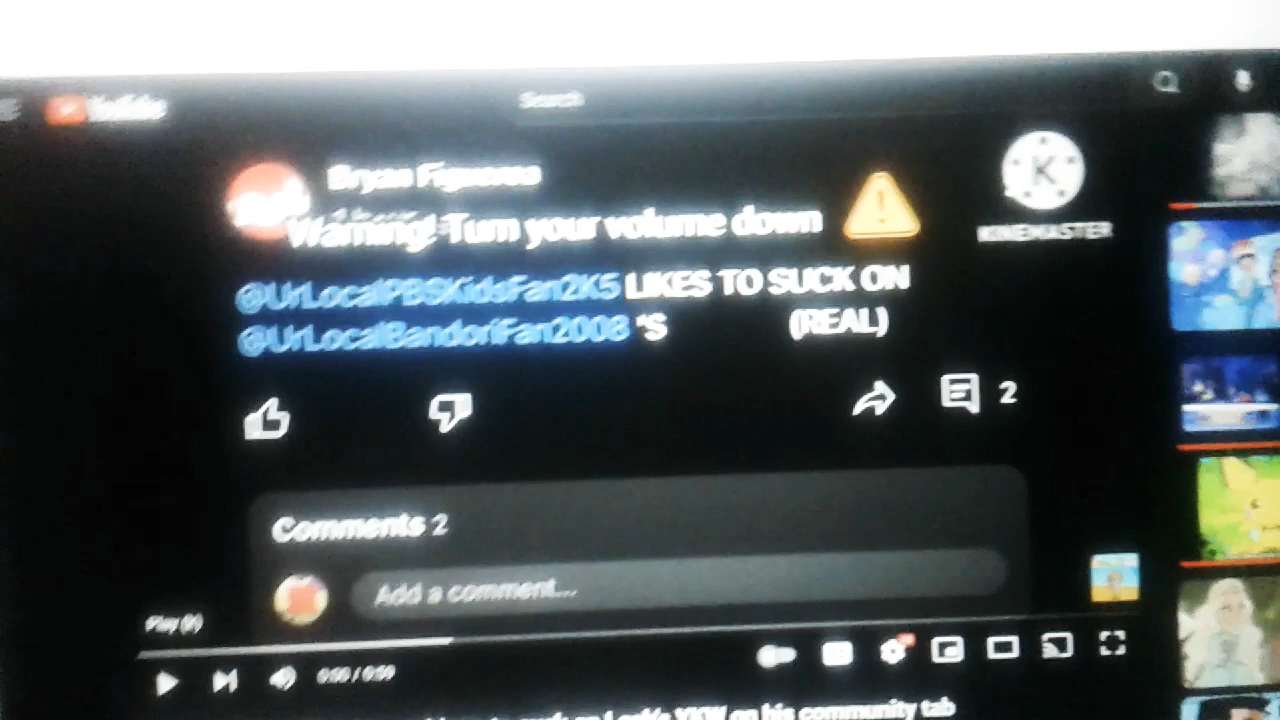 YouTube
Search
Bryan Figueroa
Warning! Turn your volume down
KINEMASTER
@UrLocalPBSKidsFan2K5 LIKES TO SUCK ON
@UrLocalBandoriFan2008 'S (REAL)
2
Comments 2
Add a comment...
0:00 / 0:59
on his community tab